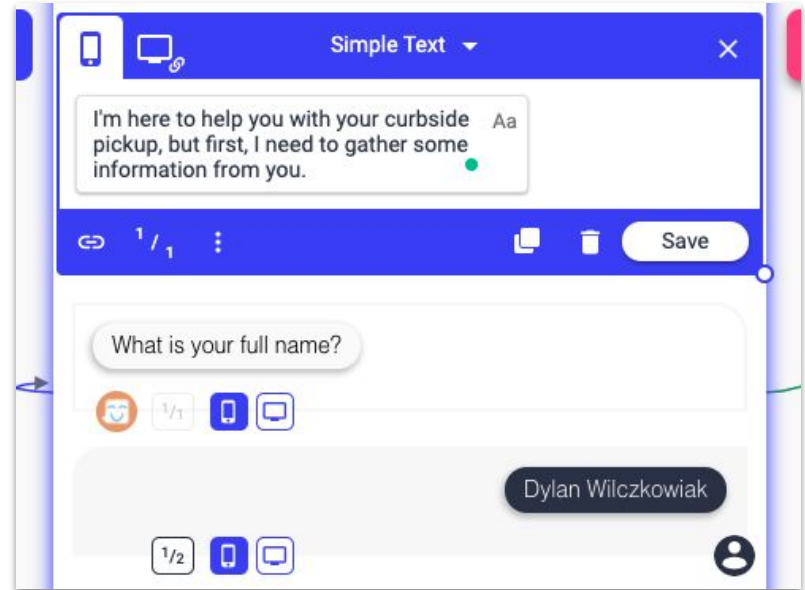 Simple Text
I'm here to help you with your curbside
pickup, but first, I need to gather some
information from you.
Aa
1/1
Save
What is your full name?
1/1
Dylan Wilczkowiak
1/2